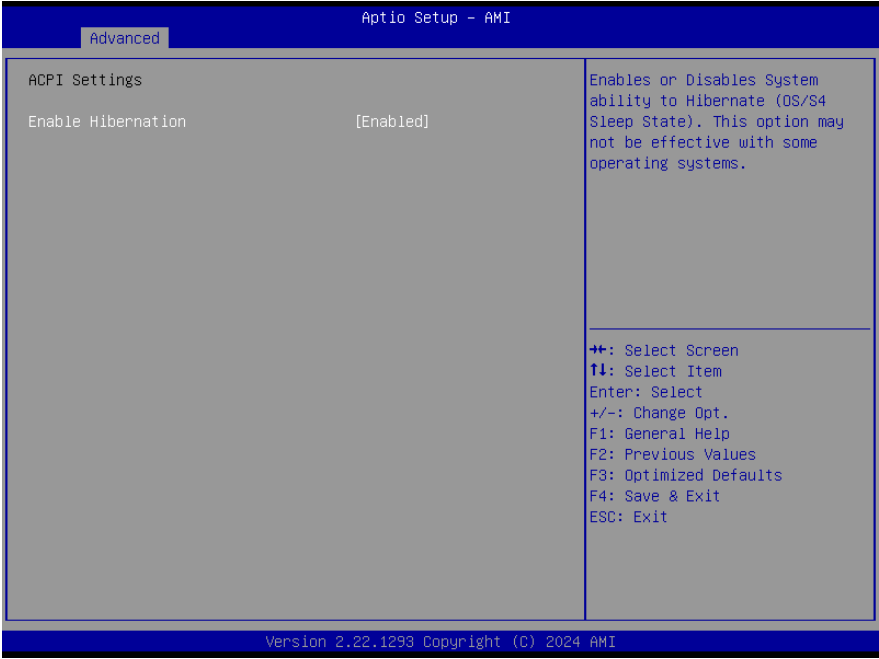 Aptio Setup – AMI
Advanced
ACPI Settings
Enable Hibernation [Enabled]
Enables or Disables System
ability to Hibernate (OS/S4
Sleep State). This option may
not be effective with some
operating systems.
→←: Select Screen
↑↓: Select Item
Enter: Select
+/-: Change Opt.
F1: General Help
F2: Previous Values
F3: Optimized Defaults
F4: Save & Exit
ESC: Exit
Version 2.22.1293 Copyright (C) 2024 AMI